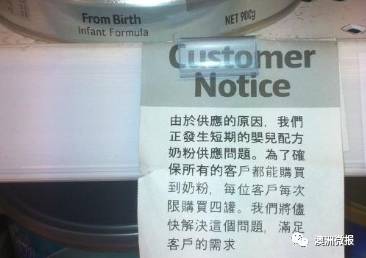 From Birth
Infant Formula
NET 900g
Customer
Notice
由於供應的原因，我們
正發生短期的嬰兒配方
奶粉供應問題。為了確
保所有的客戶都能購買
到奶粉，每位客戶每次
限購買四罐。我們將儘
快解決這個問題，滿足
客戶的需求
澳洲微报